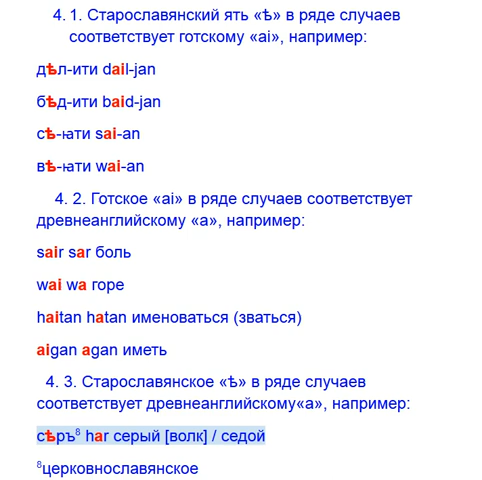 4. 1. Старославянский ять «ѣ» в ряде случаев
соответствует готскому «ai», например:
дѣл-ити dail-jan
бѣд-ити baid-jan
сѣ-ꙗти sai-an
вѣ-ꙗти wai-an
4. 2. Готское «ai» в ряде случаев соответствует
древнеанглийскому «a», например:
sair sar боль
wai wa горе
haitan hatan именоваться (зваться)
aigan agan иметь
4. 3. Старославянское «ѣ» в ряде случаев
соответствует древнеанглийскому«a», например:
сѣръ⁸ har серый [волк] / седой
⁸церковнославянское